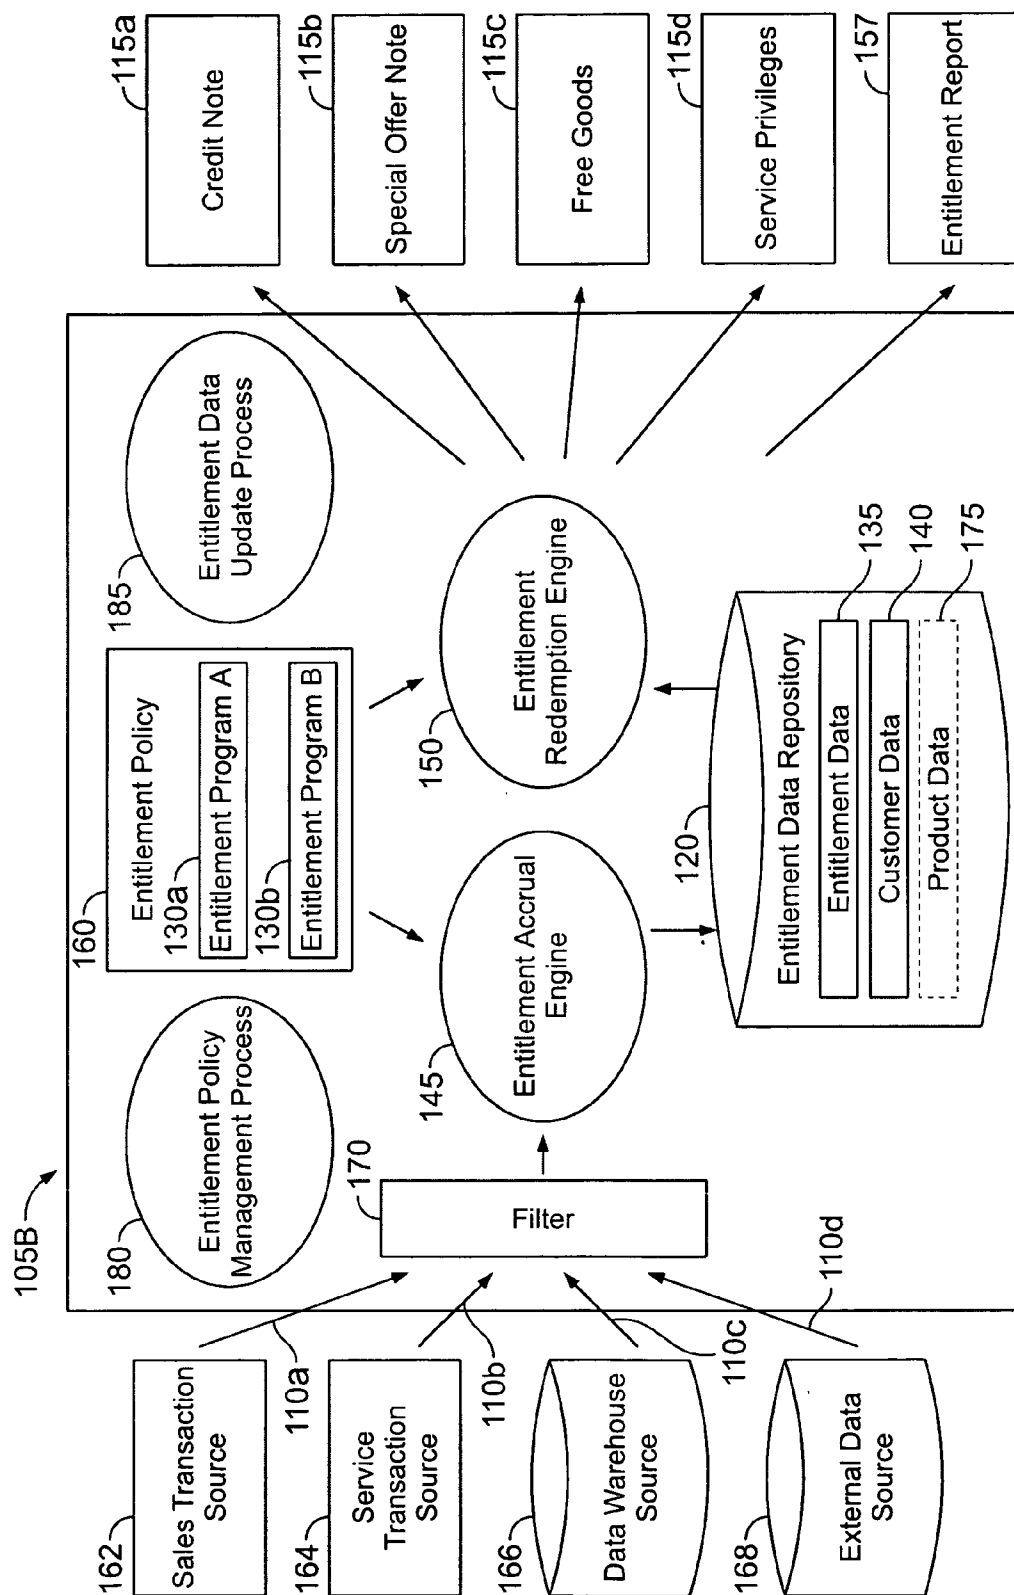 105B
162
Sales Transaction
Source
110a
164
Service
Transaction
Source
110b
166
Data Warehouse
Source
110c
168
External Data
Source
110d
180
Entitlement Policy
Management Process
170
Filter
160
Entitlement Policy
130a
Entitlement Program A
130b
Entitlement Program B
185
Entitlement Data
Update Process
145
Entitlement Accrual
Engine
150
Entitlement
Redemption Engine
120
Entitlement Data Repository
Entitlement Data
135
Customer Data
140
Product Data
175
115a
Credit Note
115b
Special Offer Note
115c
Free Goods
115d
Service Privileges
157
Entitlement Report